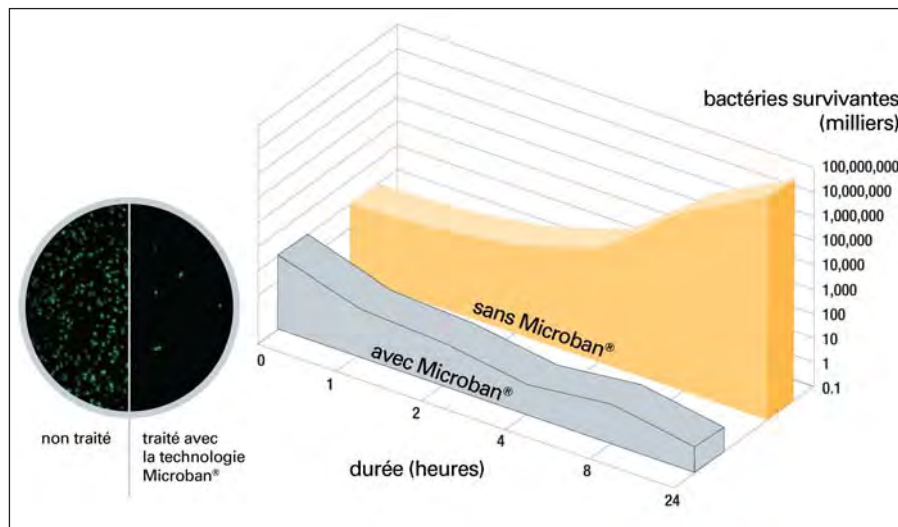 bactéries survivantes
(milliers)
100,000,000
10,000,000
1,000,000
100,000
10,000
1,000
100
10
1
0.1
sans Microban®
avec Microban®
0
1
2
4
8
24
durée (heures)
non traité
traité avec
la technologie
Microban®